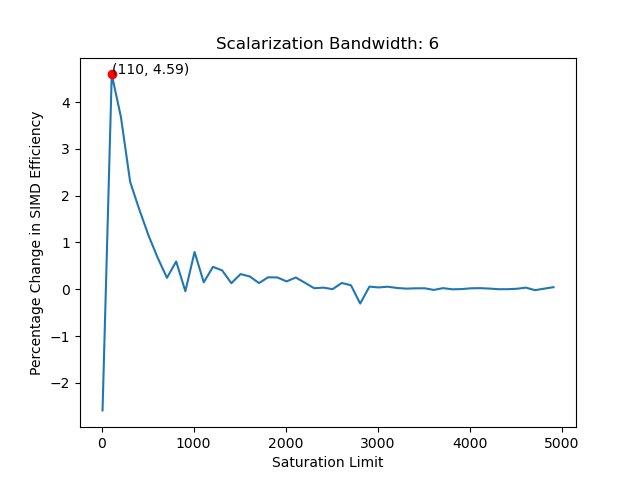 Scalarization Bandwidth: 6
(110, 4.59)
Percentage Change in SIMD Efficiency
4
3
2
1
0
−1
−2
0 1000 2000 3000 4000 5000
Saturation Limit